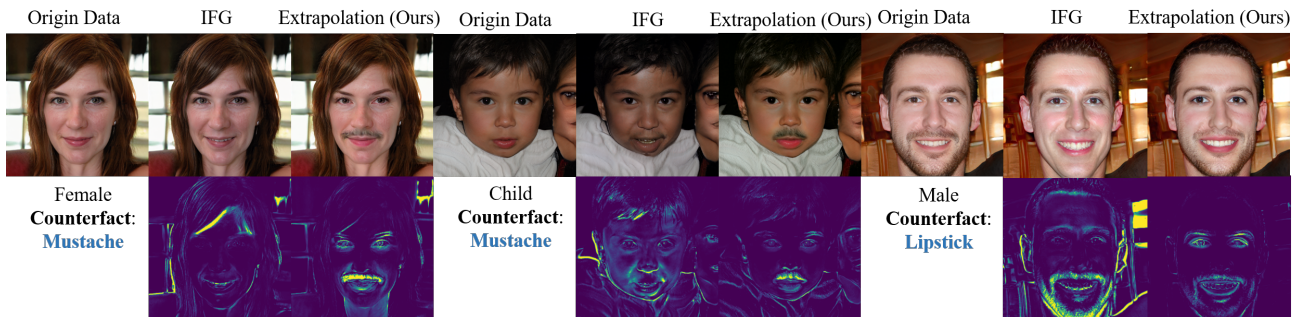 Origin Data
IFG
Extrapolation (Ours)
Origin Data
IFG
Extrapolation (Ours)
Origin Data
IFG
Extrapolation (Ours)
Female
Counterfact:
Mustache
Child
Counterfact:
Mustache
Male
Counterfact:
Lipstick